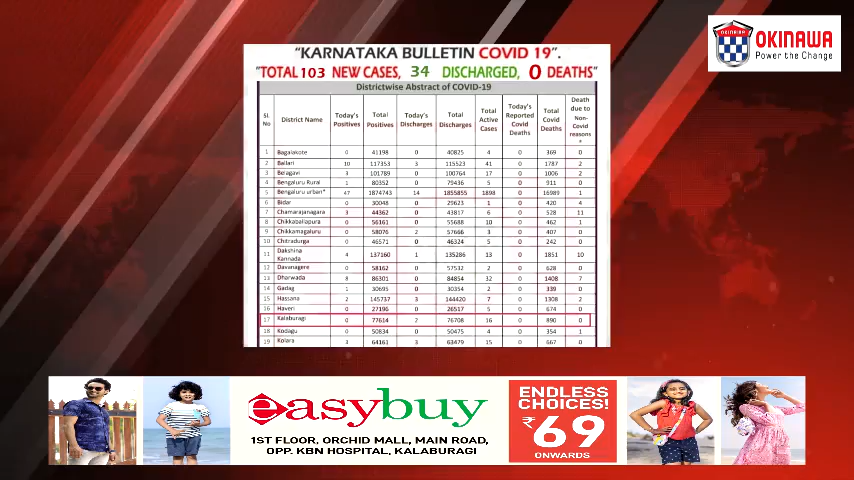 OKINAWA
OKINAWA
Power the Change
"KARNATAKA BULLETIN COVID 19".
"TOTAL 103 NEW CASES, 34 DISCHARGED, 0 DEATHS"
Districtwise Abstract of COVID-19
Sl. No District Name Today's Positives Total Positives Today's Discharges Total Discharges Total Active Cases Today's Reported Covid Deaths Total Covid Deaths Death due to Non-Covid reasons *
1 Bagalakote 0 41198 0 40825 4 0 369 0
2 Ballari 10 117353 3 115523 41 0 1787 2
3 Belagavi 3 101789 0 100764 17 0 1006 2
4 Bengaluru Rural 1 80352 0 79436 5 0 911 0
5 Bengaluru urban* 47 1874743 14 1855855 1898 0 16989 1
6 Bidar 0 30048 0 29623 1 0 420 4
7 Chamarajanagara 3 44362 0 43817 6 0 528 11
8 Chikkaballapura 0 56161 0 55688 10 0 462 1
9 Chikkamagaluru 0 58076 2 57666 3 0 407 0
10 Chitradurga 0 46571 0 46324 5 0 242 0
11 Dakshina Kannada 4 137160 1 135286 13 0 1851 10
12 Davanagere 0 58162 0 57532 2 0 628 0
13 Dharwada 8 86301 0 84854 32 0 1408 7
14 Gadag 1 30695 0 30354 2 0 339 0
15 Hassana 2 145737 3 144420 7 0 1308 2
16 Haveri 0 27196 0 26517 5 0 674 0
17 Kalaburagi 0 77614 2 76708 16 0 890 0
18 Kodagu 0 50834 0 50475 4 0 354 1
19 Kolara 3 64161 3 63479 15 0 667 0
easybuy
1ST FLOOR, ORCHID MALL, MAIN ROAD,
OPP. KBN HOSPITAL, KALABURAGI
ENDLESS
CHOICES!
₹69
ONWARDS